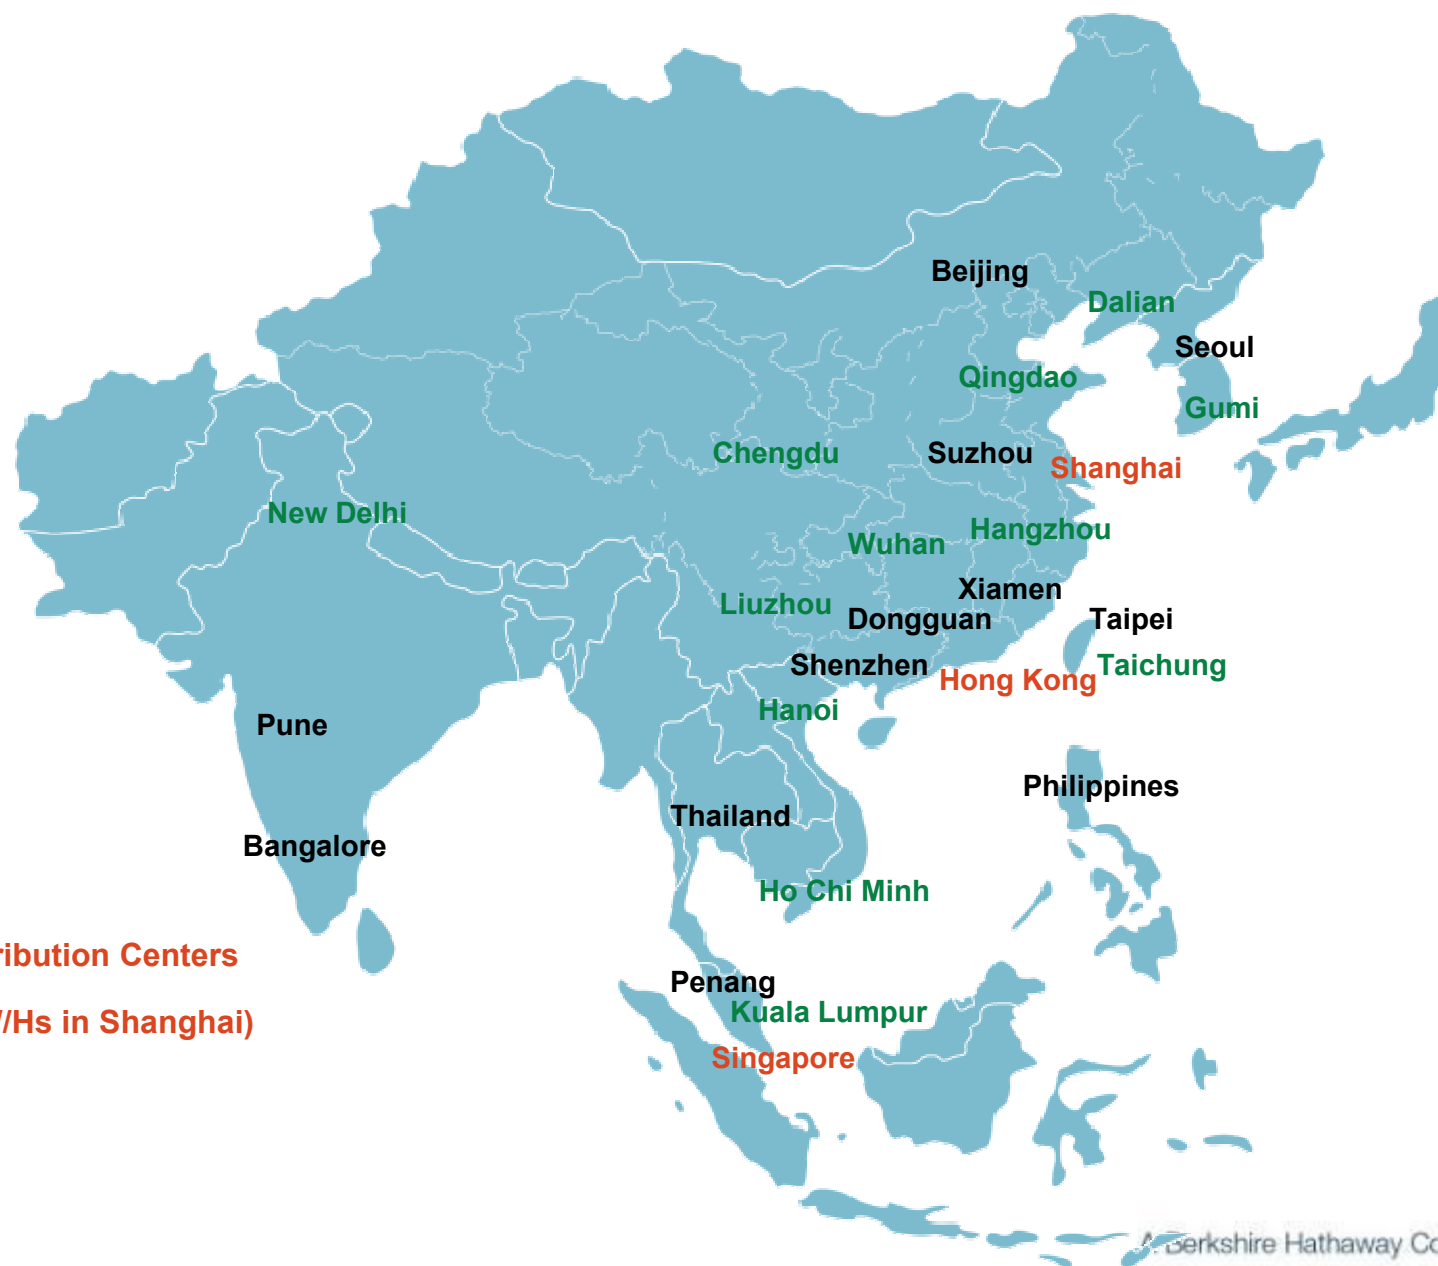 Beijing
Dalian
Seoul
Qingdao
Gumi
Chengdu
Suzhou
Shanghai
New Delhi
Hangzhou
Wuhan
Xiamen
Liuzhou
Dongguan
Taipei
Shenzhen
Hong Kong
Taichung
Hanoi
Pune
Philippines
Thailand
Bangalore
Ho Chi Minh
ribution Centers
Penang
Kuala Lumpur
/Hs in Shanghai)
Singapore
A Berkshire Hathaway Co